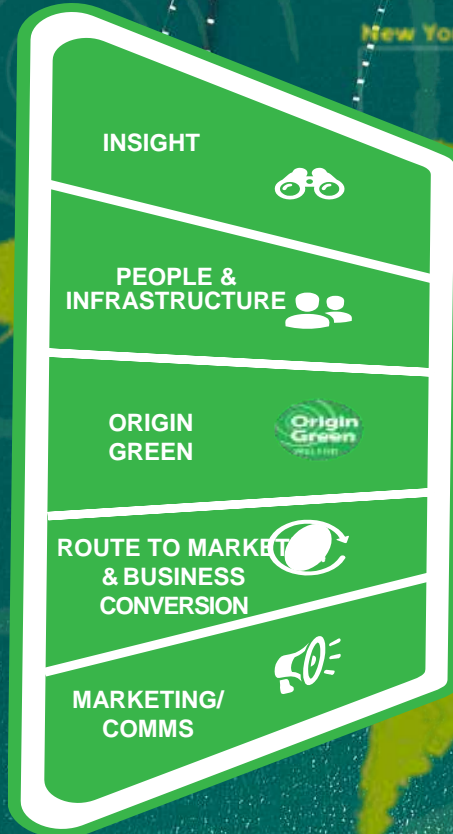 New Yo
INSIGHT
PEOPLE &
INFRASTRUCTURE
ORIGIN
GREEN
Origin
Green
ROUTE TO MARKET
& BUSINESS
CONVERSION
MARKETING/
COMMS